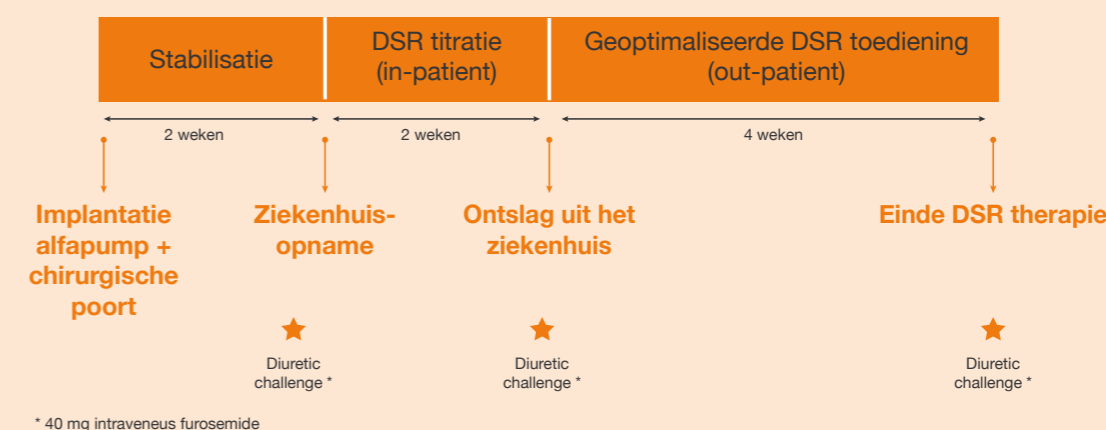 Stabilisatie
DSR titratie
(in-patient)
Geoptimaliseerde DSR toediening
(out-patient)
2 weken
2 weken
4 weken
Implantatie
alfapump +
chirurgische
poort
Ziekenhuis-
opname
Ontslag uit het
ziekenhuis
Einde DSR therapie
Diuretic
challenge *
Diuretic
challenge *
Diuretic
challenge *
* 40 mg intraveneus furosemide